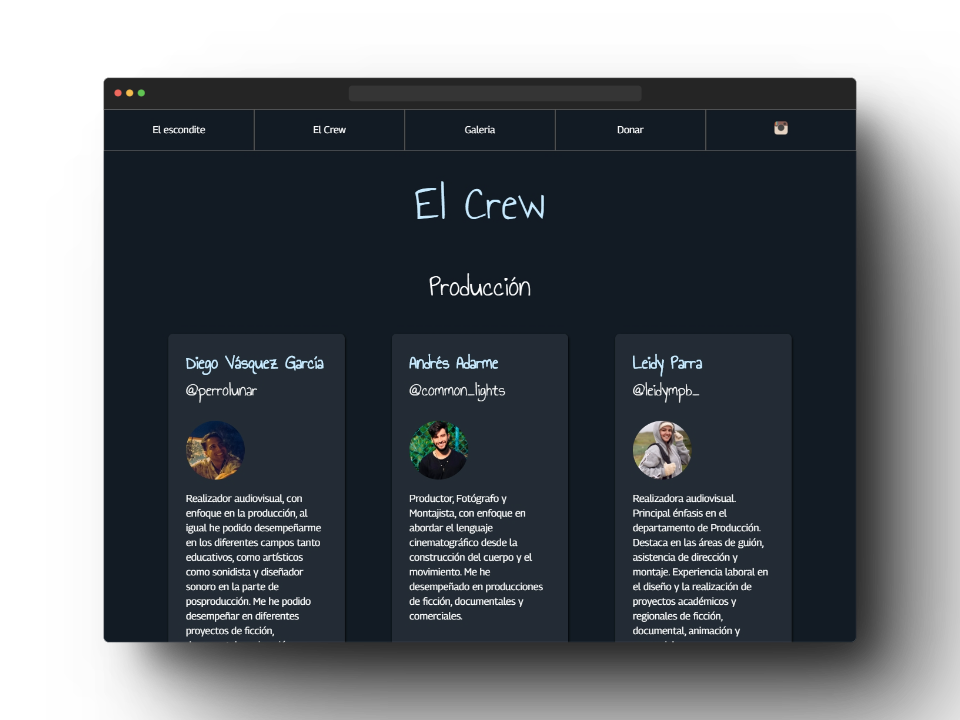 El escondite
El Crew
Galeria
Donar
El Crew
Producción
Diego Vásquez García
@perrolunar
Realizador audiovisual, con
enfoque en la producción, al
igual he podido desempeñarme
en los diferentes campos tanto
educativos, como artísticos
como sonidista y diseñador
sonoro en la parte de
posproducción. Me he podido
desempeñar en diferentes
proyectos de ficción,
Andrés Adarme
@common_lights
Productor, Fotógrafo y
Montajista, con enfoque en
abordar el lenguaje
cinematográfico desde la
construcción del cuerpo y el
movimiento. Me he
desempeñado en producciones
de ficción, documentales y
comerciales.
Leidy Parra
@leidympb_
Realizadora audiovisual.
Principal énfasis en el
departamento de Producción.
Destaca en las áreas de guión,
asistencia de dirección y
montaje. Experiencia laboral en
el diseño y la realización de
proyectos académicos y
regionales de ficción,
documental, animación y